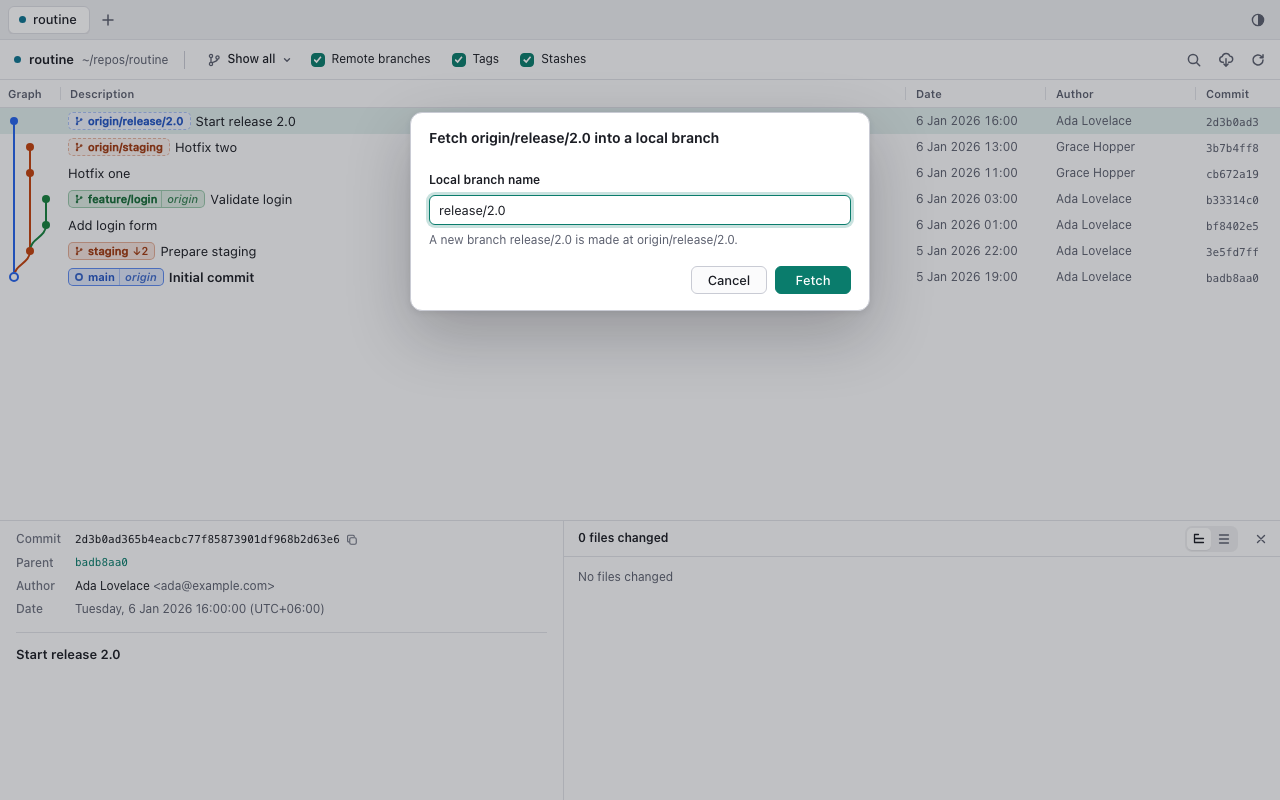 routine
routine ~/repos/routine Show all Remote branches Tags Stashes
Graph Description Date Author Commit
origin/release/2.0 Start release 2.0 6 Jan 2026 16:00 Ada Lovelace 2d3b0ad3
origin/staging Hotfix two 6 Jan 2026 13:00 Grace Hopper 3b7b4ff8
Hotfix one 6 Jan 2026 11:00 Grace Hopper cb672a19
feature/login origin Validate login 6 Jan 2026 03:00 Ada Lovelace b33314c0
Add login form 6 Jan 2026 01:00 Ada Lovelace bf8402e5
staging ↓2 Prepare staging 5 Jan 2026 22:00 Ada Lovelace 3e5fd7ff
main origin Initial commit 5 Jan 2026 19:00 Ada Lovelace badb8aa0
Fetch origin/release/2.0 into a local branch
Local branch name
release/2.0
A new branch release/2.0 is made at origin/release/2.0.
Cancel Fetch
Commit 2d3b0ad365b4eacbc77f85873901df968b2d63e6
Parent badb8aa0
Author Ada Lovelace <ada@example.com>
Date Tuesday, 6 Jan 2026 16:00:00 (UTC+06:00)
Start release 2.0
0 files changed
No files changed